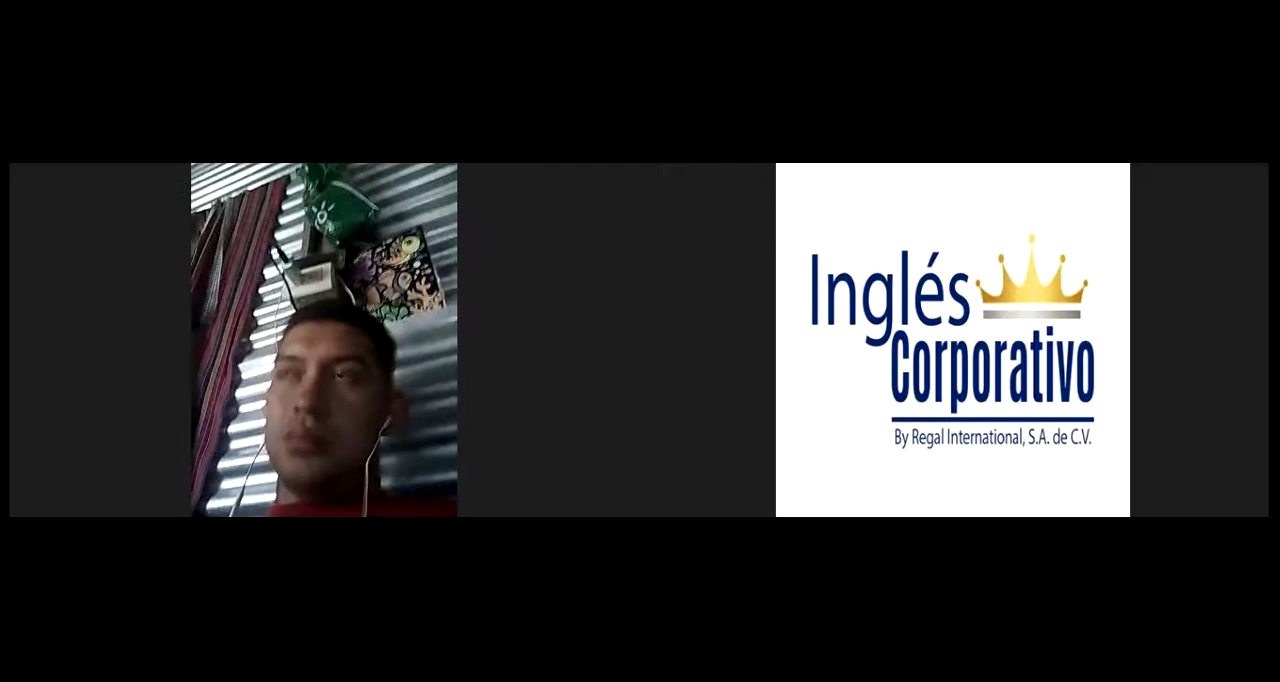 Inglés
Corporativo
By Regal International, S.A. de C.V.